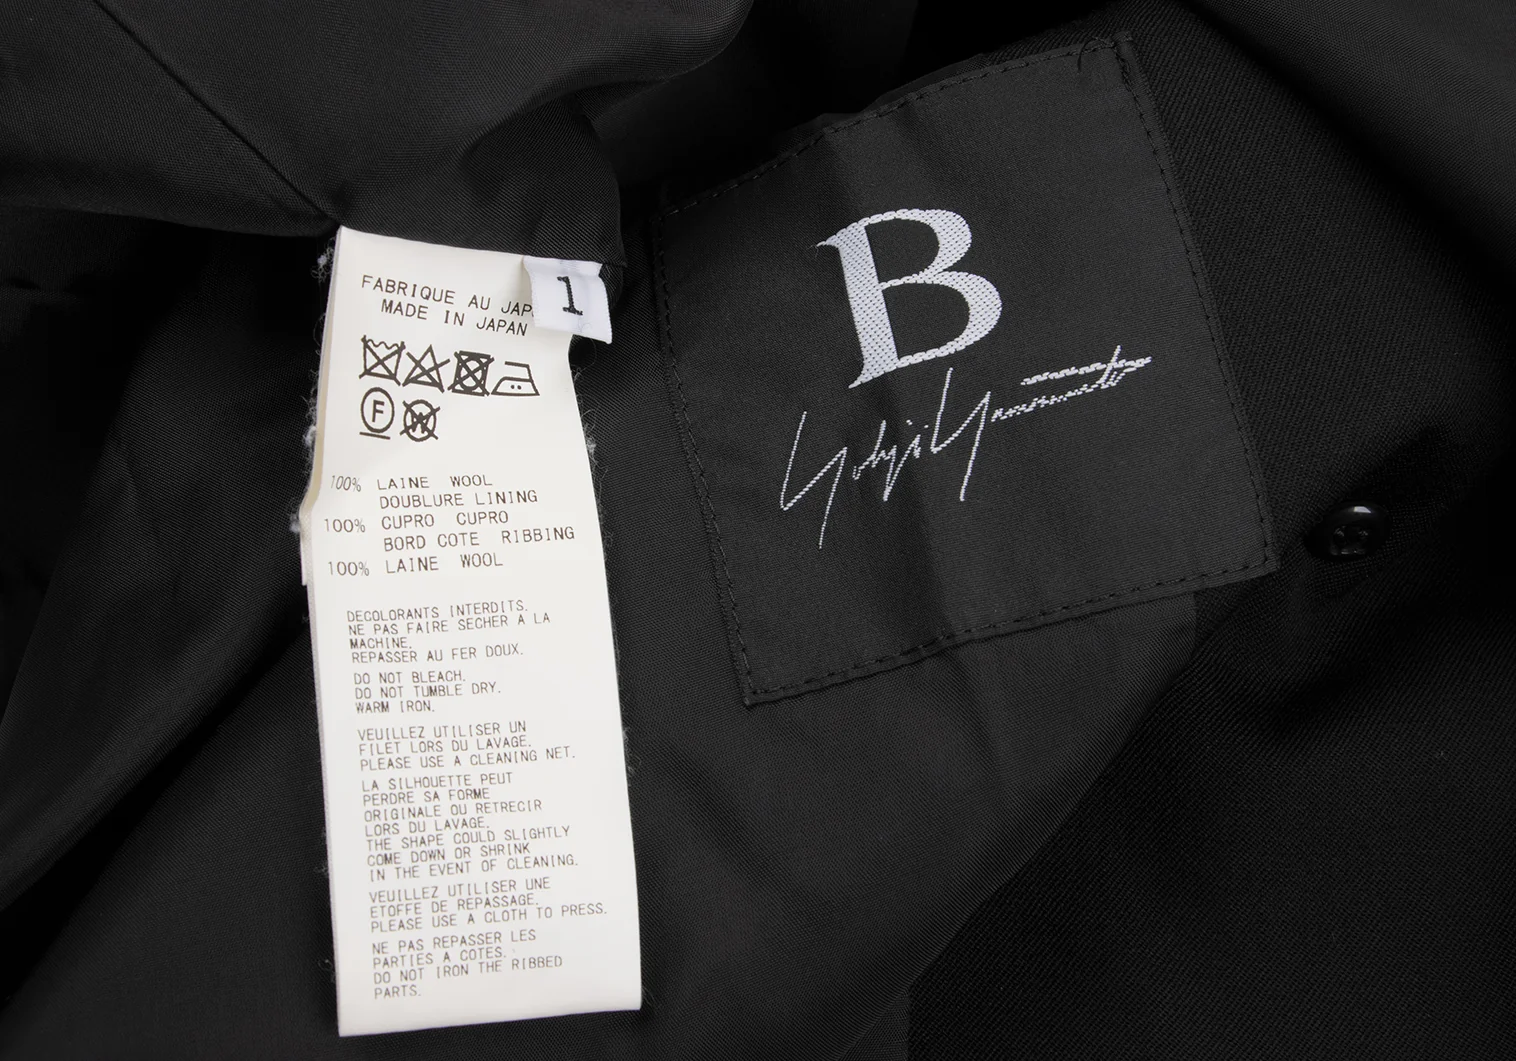 FABRIQUE AU JAP
MADE IN JAPAN
1
F
W
100% LAINE WOOL
DOUBLURE LINING
100% CUPRO CUPRO
BORD COTE RIBBING
100% LAINE WOOL
DECOLORANTS INTERDITS.
NE PAS FAIRE SECHER A LA
MACHINE.
REPASSER AU FER DOUX.
DO NOT BLEACH.
DO NOT TUMBLE DRY.
WARM IRON.
VEUILLEZ UTILISER UN
FILET LORS DU LAVAGE.
PLEASE USE A CLEANING NET.
LA SILHOUETTE PEUT
PERDRE SA FORME
ORIGINALE OU RETRECIR
LORS DU LAVAGE.
THE SHAPE COULD SLIGHTLY
COME DOWN OR SHRINK
IN THE EVENT OF CLEANING.
VEUILLEZ UTILISER UNE
ETOFFE DE REPASSAGE.
PLEASE USE A CLOTH TO PRESS.
NE PAS REPASSER LES
PARTIES A COTES.
DO NOT IRON THE RIBBED
PARTS.
B
Yohji Yamamoto